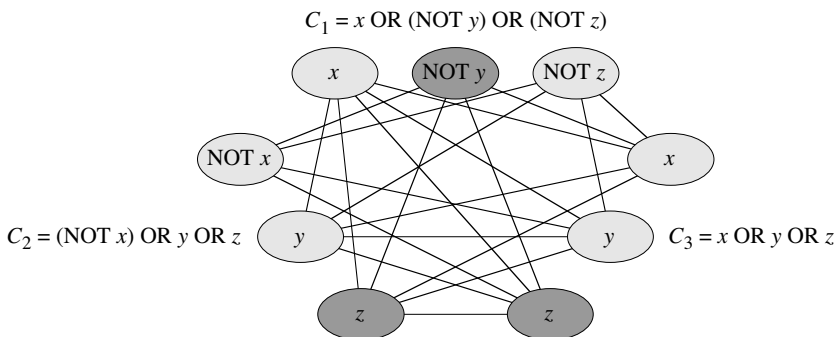 C1 = x OR (NOT y) OR (NOT z)
x
NOT y
NOT z
NOT x
x
C2 = (NOT x) OR y OR z
y
y
C3 = x OR y OR z
z
z